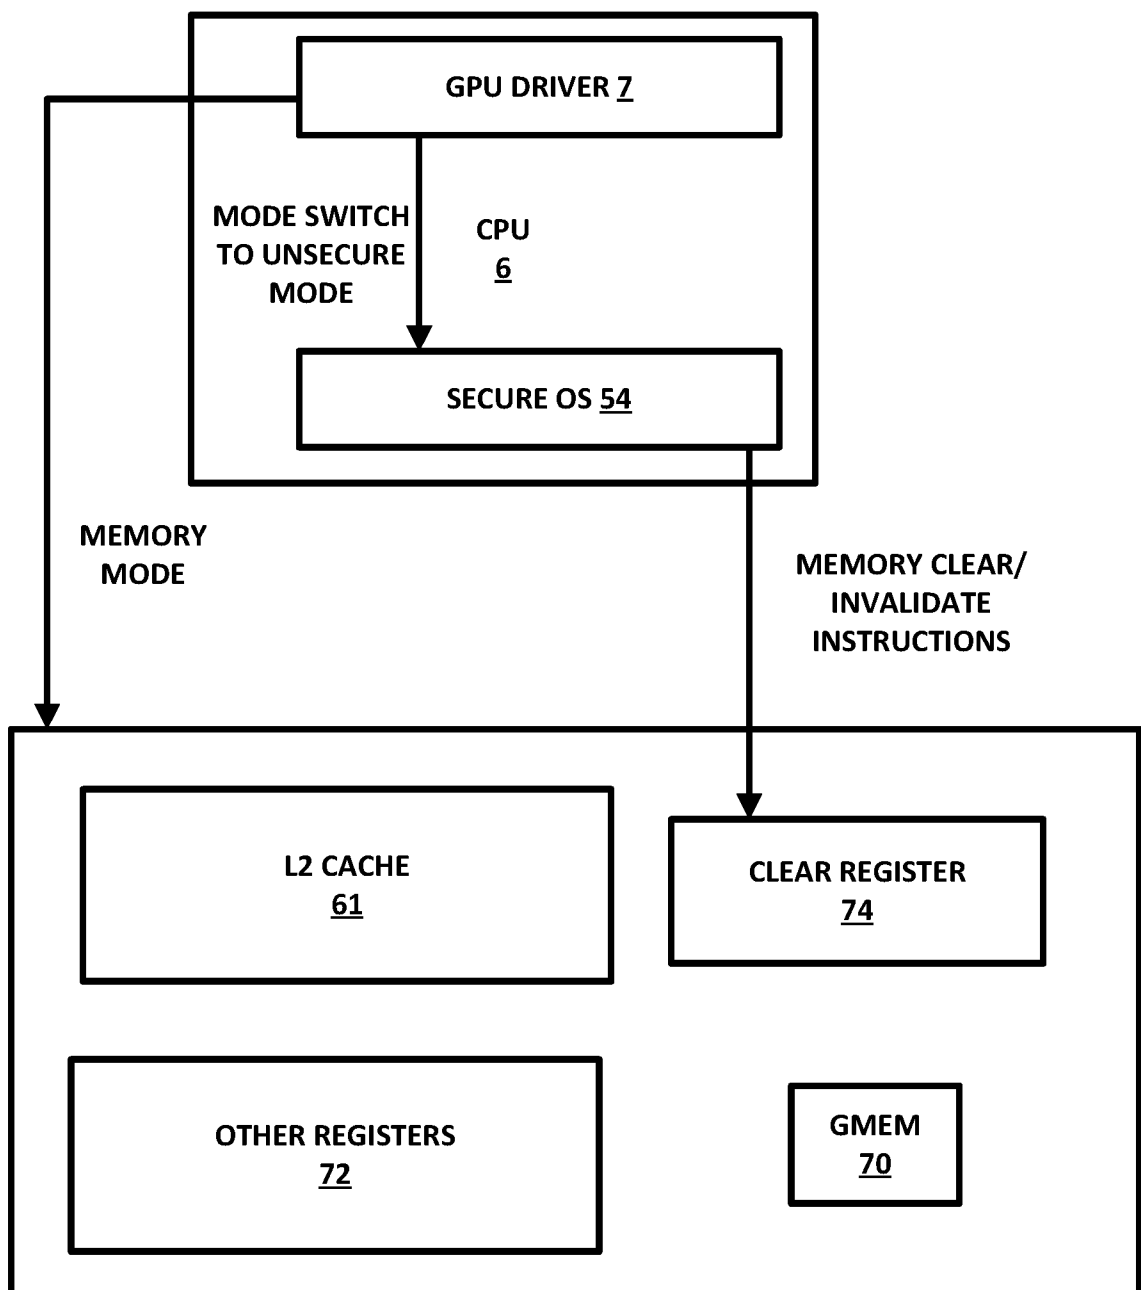 GPU DRIVER 7
MODE SWITCH
TO UNSECURE
MODE
CPU
6
SECURE OS 54
MEMORY
MODE
MEMORY CLEAR/
INVALIDATE
INSTRUCTIONS
L2 CACHE
61
CLEAR REGISTER
74
OTHER REGISTERS
72
GMEM
70